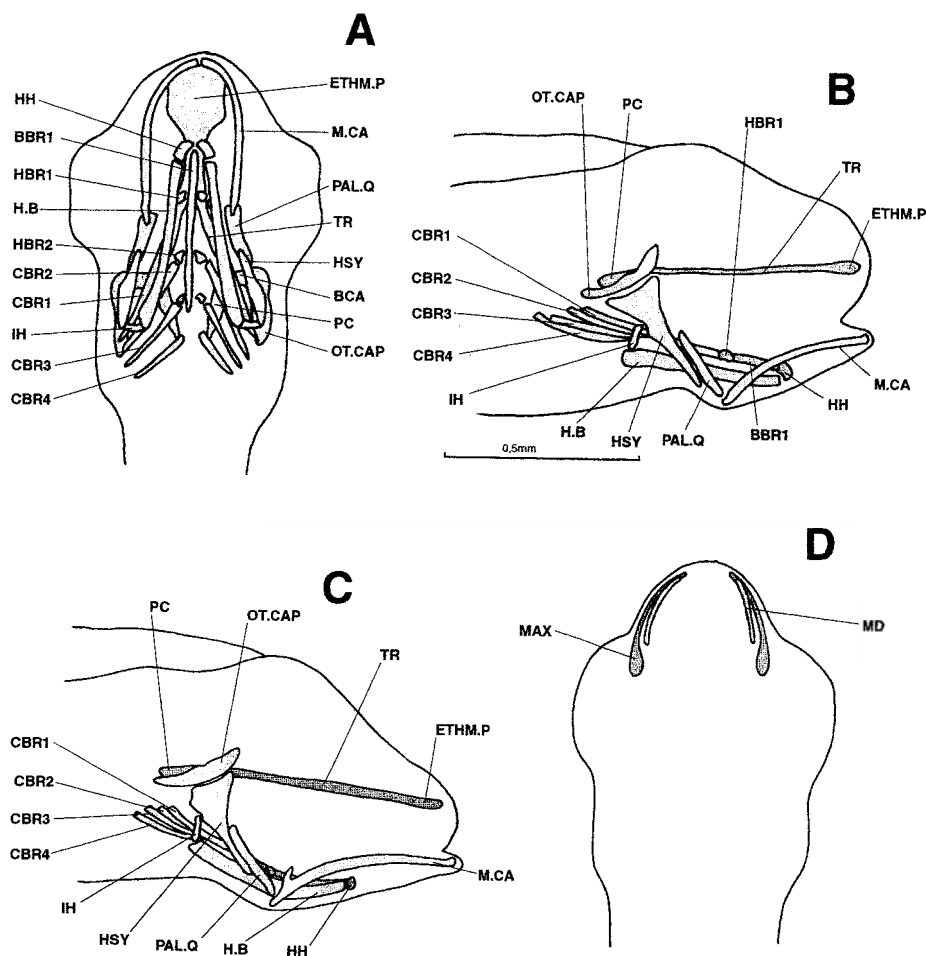 A
ETHM.P
HH
BBR1
M.CA
HBR1
PAL.Q
H.B
TR
HBR2
HSY
CBR2
BCA
CBR1
PC
IH
OT.CAP
CBR3
CBR4
B
OT.CAP
PC
HBR1
TR
ETHM.P
CBR1
CBR2
CBR3
CBR4
IH
H.B
HSY
PAL.Q
BBR1
HH
M.CA
0,5mm
C
PC
OT.CAP
TR
ETHM.P
CBR1
CBR2
CBR3
CBR4
IH
HSY
PAL.Q
H.B
HH
M.CA
D
MAX
MD